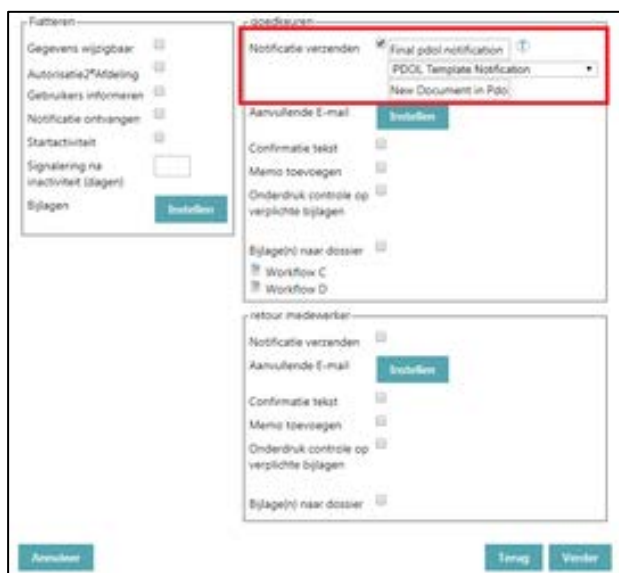 Fiatteren
Gegevens wijzigbaar
Autorisatie2ᵉAfdeling
Gebruikers informeren
Notificatie ontvangen
Startactiviteit
Signalering na
inactiviteit (dagen)
Bijlagen
Instellen
goedkeuren
Notificatie verzenden
Final pdol notification
PDOL Template Notification
New Document in Pdo
Aanvullende E-mail
Instellen
Confirmatie tekst
Memo toevoegen
Onderdruk controle op
verplichte bijlagen
Bijlage(n) naar dossier
Workflow C
Workflow D
retour medewerker
Notificatie verzenden
Aanvullende E-mail
Instellen
Confirmatie tekst
Memo toevoegen
Onderdruk controle op
verplichte bijlagen
Bijlage(n) naar dossier
Annuleer
Terug
Verder